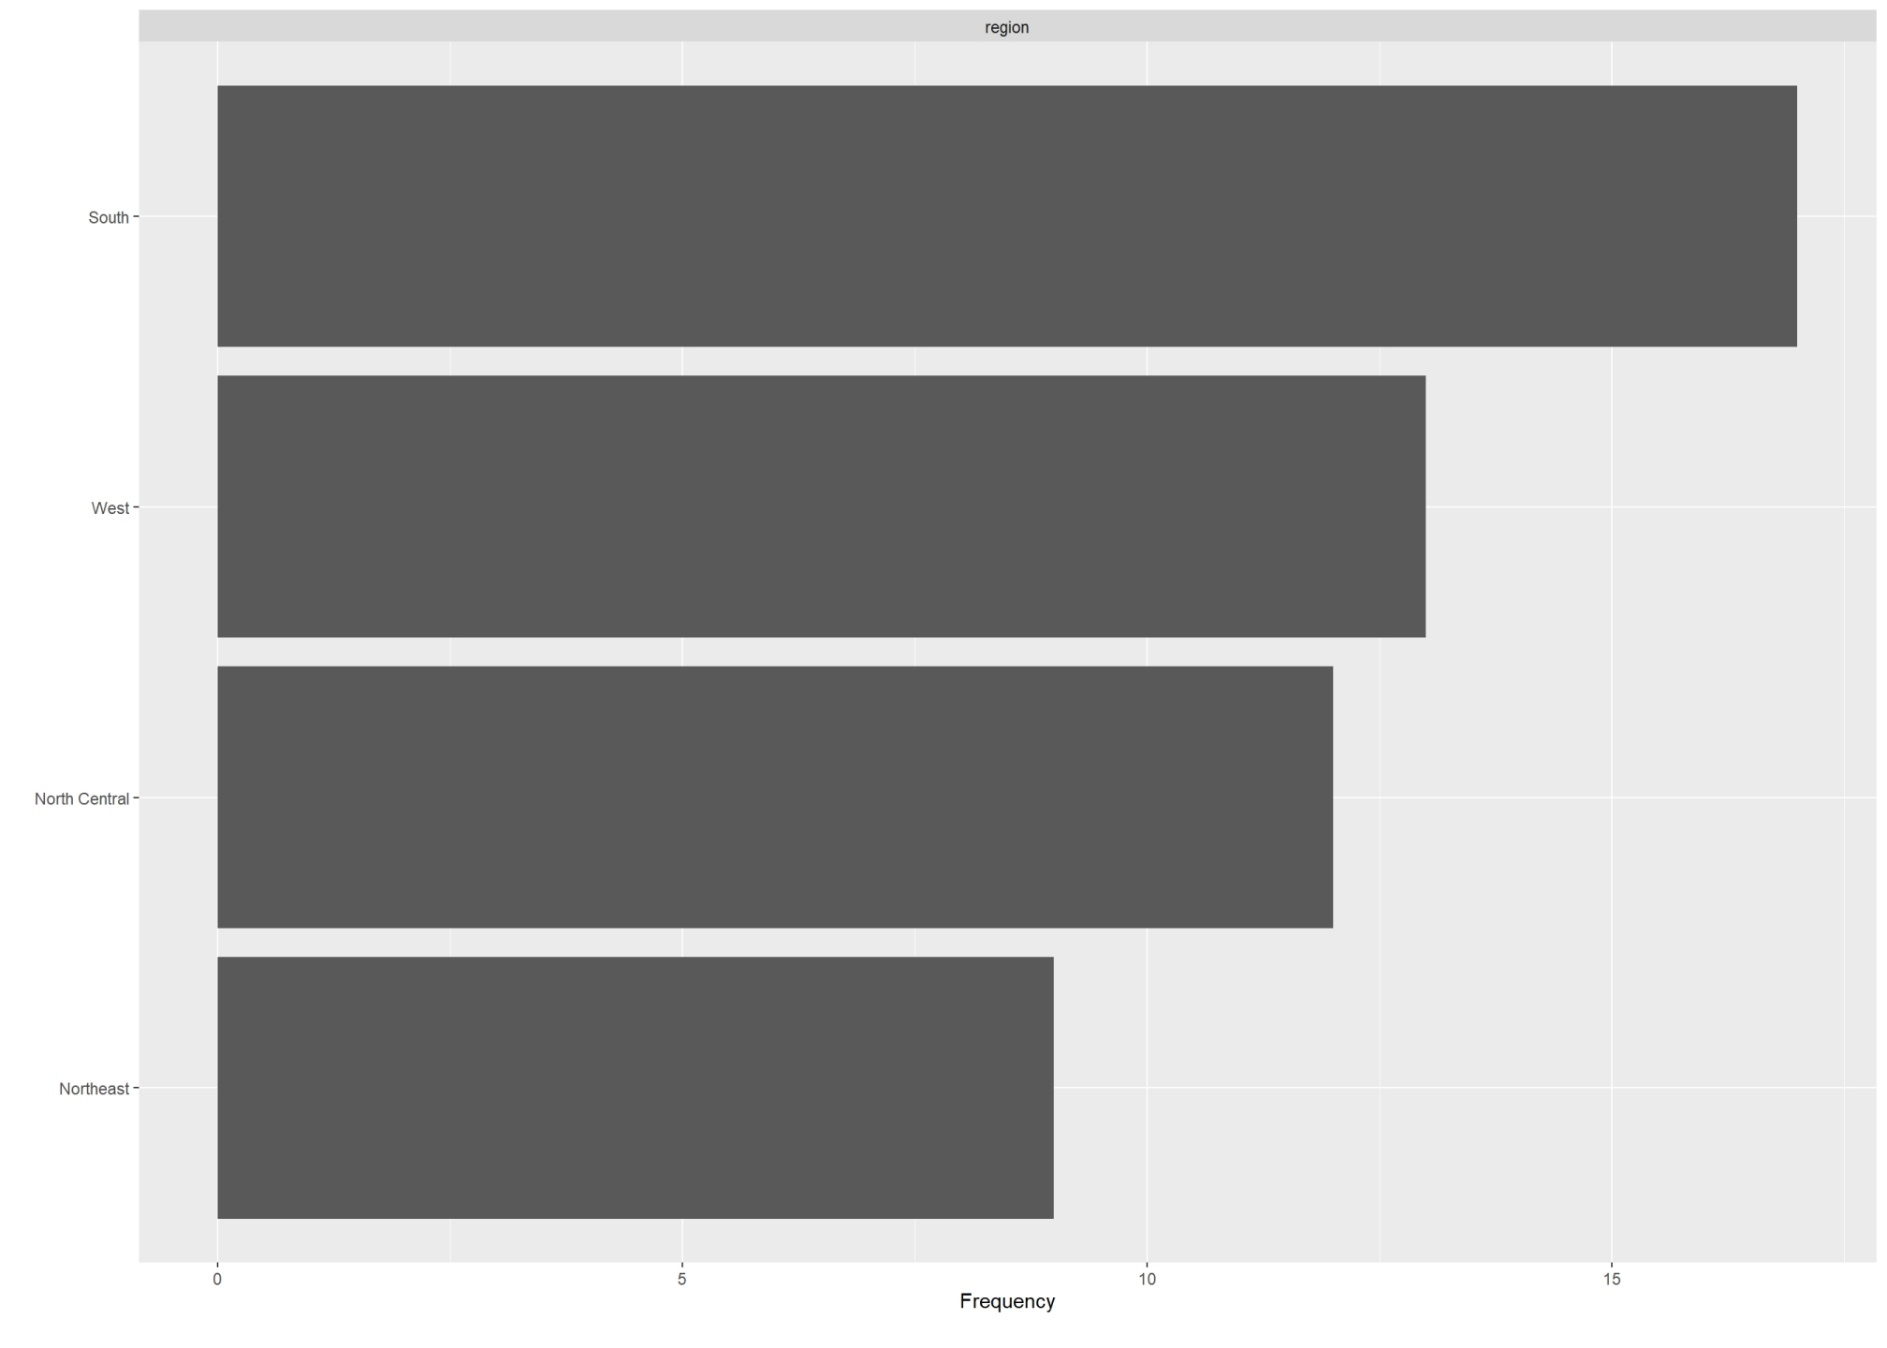 region
South
West
North Central
Northeast
0 5 10 15
Frequency